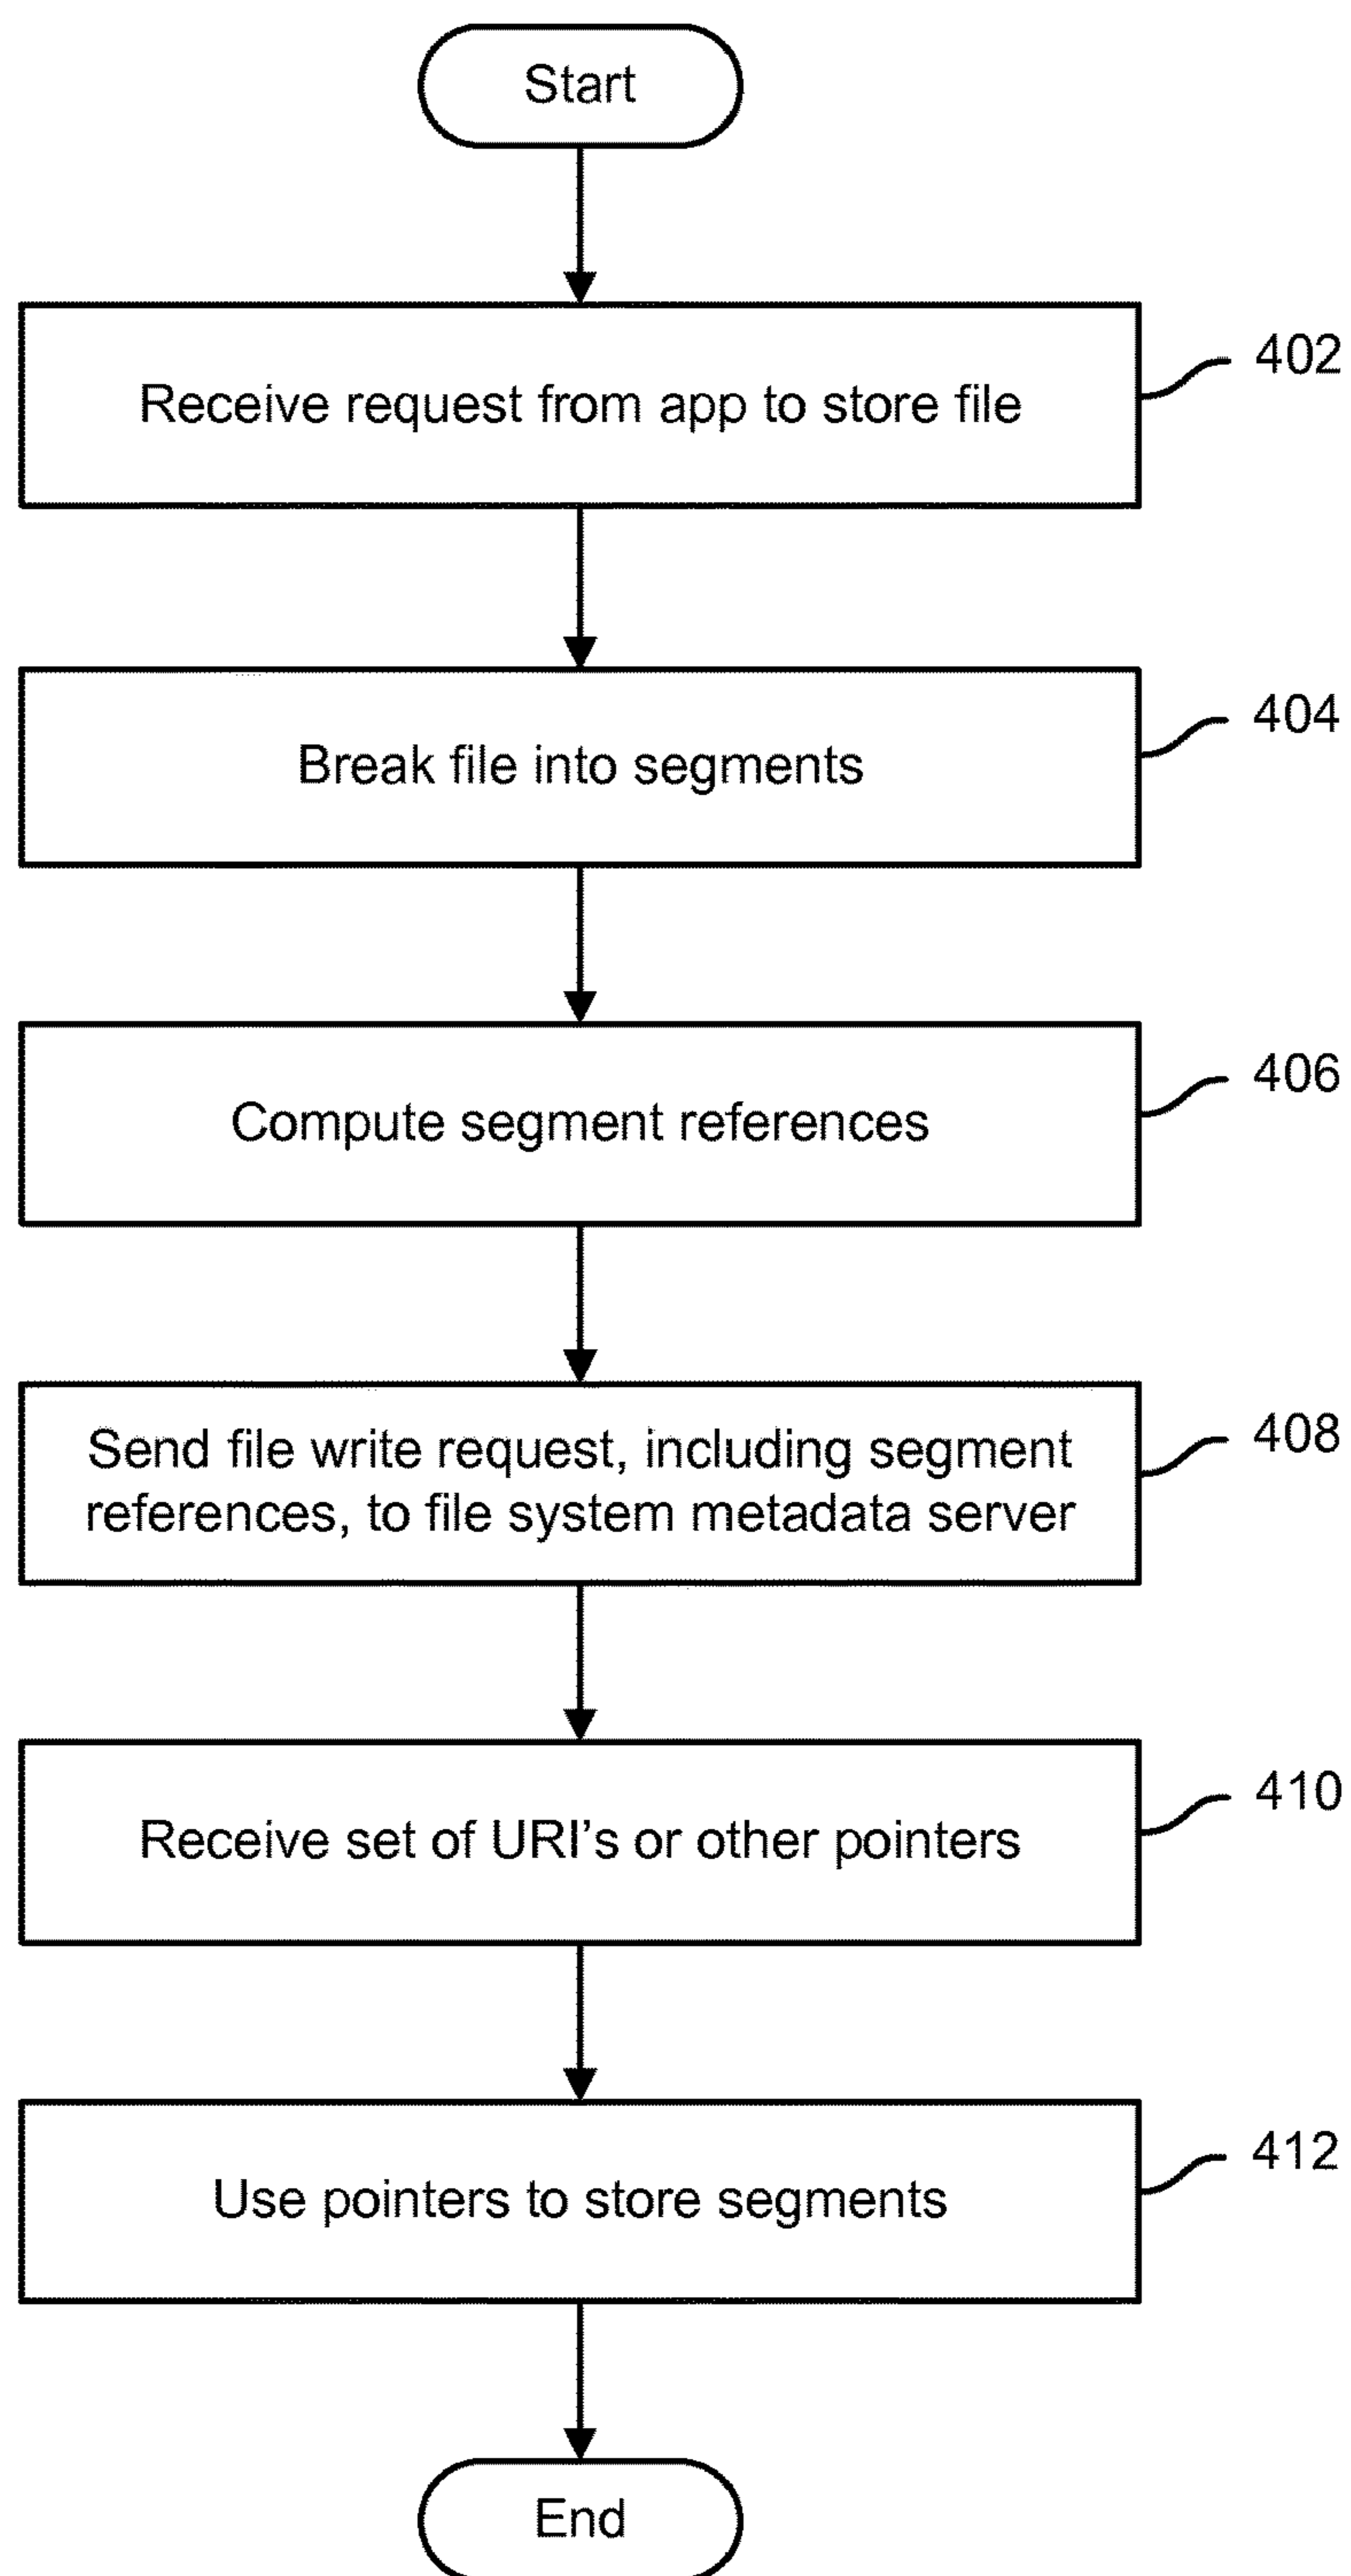 Start
Receive request from app to store file
402
Break file into segments
404
Compute segment references
406
Send file write request, including segment
references, to file system metadata server
408
Receive set of URI's or other pointers
410
Use pointers to store segments
412
End